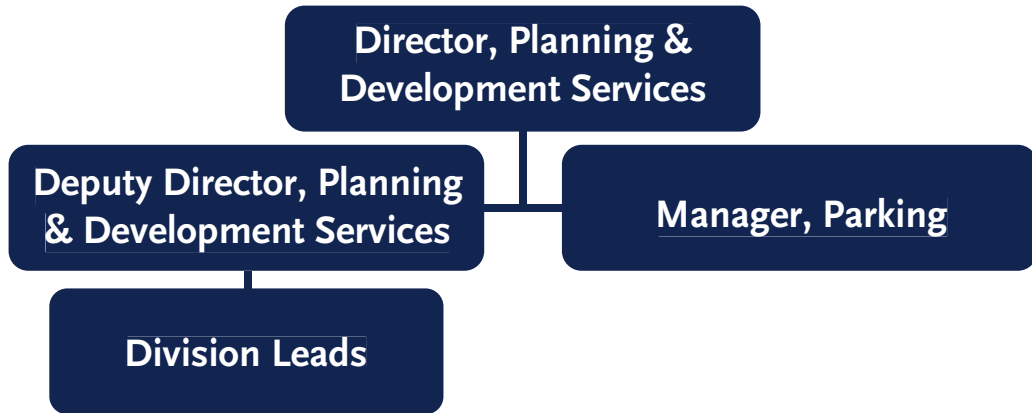 Director, Planning &
Development Services
Deputy Director, Planning
& Development Services
Manager, Parking
Division Leads